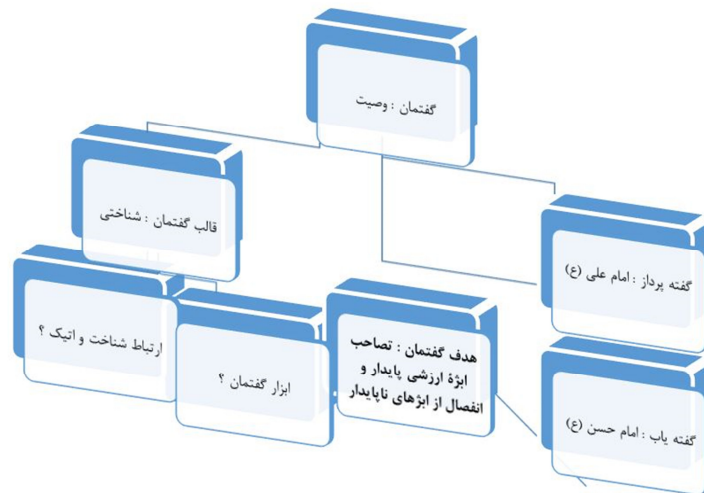 گفتمان : وصیت
قالب گفتمان : شناختی
گفته پرداز : امام علی (ع)
ارتباط شناخت و اتیک ؟
ابزار گفتمان ؟
هدف گفتمان : تصاحب
ابژۀ ارزشی پایدار و
انفصال از ابژهای ناپایدار
گفته یاب : امام حسن (ع)